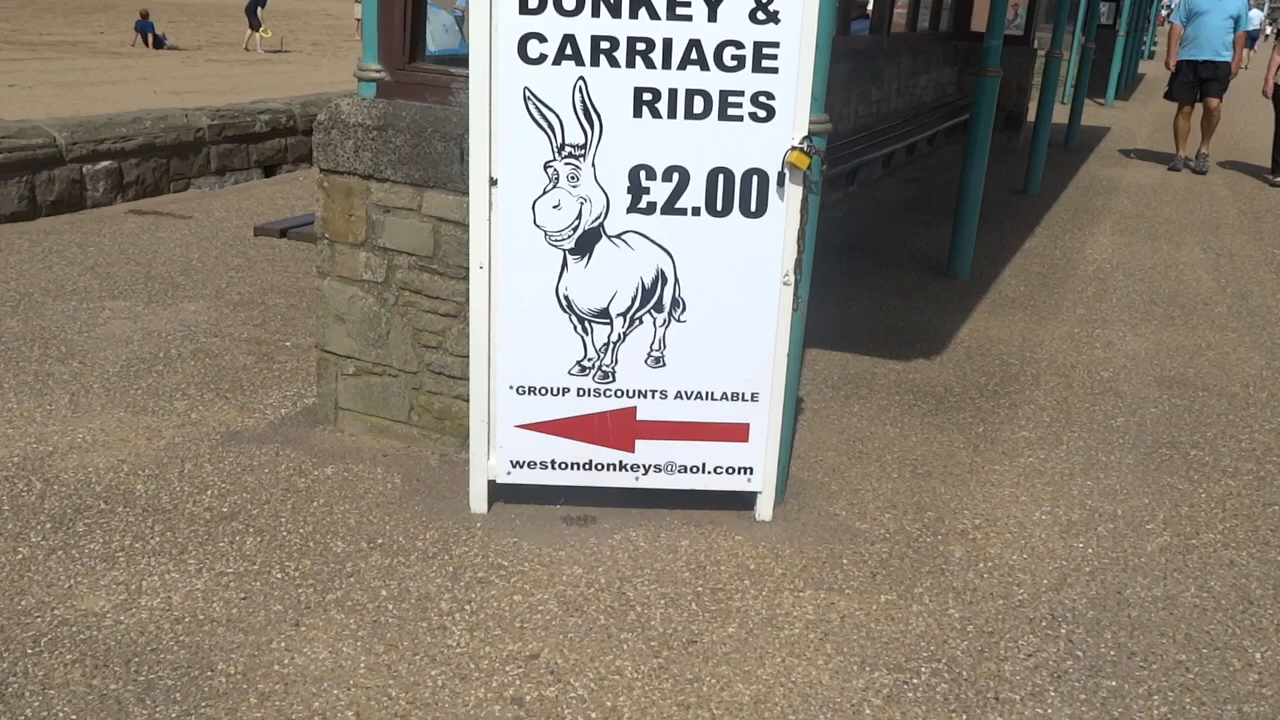 DONKEY &
CARRIAGE
RIDES
£2.00
*GROUP DISCOUNTS AVAILABLE
westondonkeys@aol.com